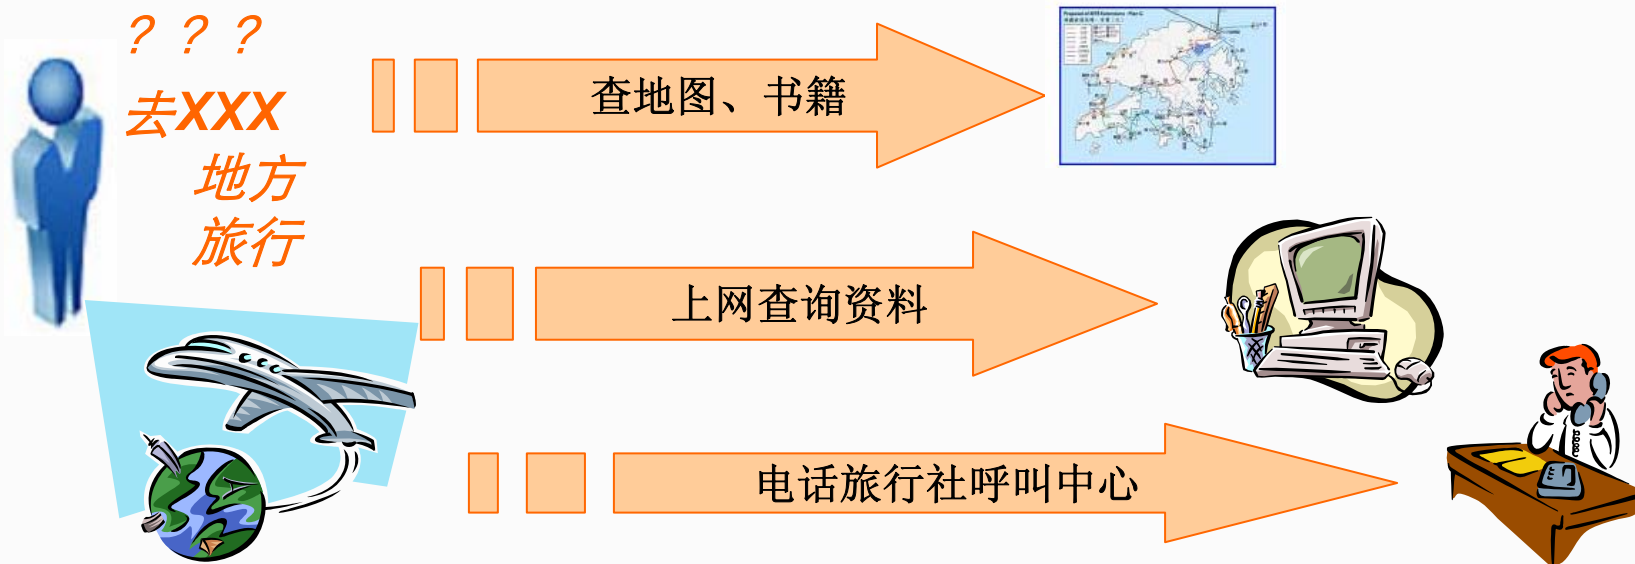 ？？？
去XXX
地方
旅行
查地图、书籍
上网查询资料
电话旅行社呼叫中心